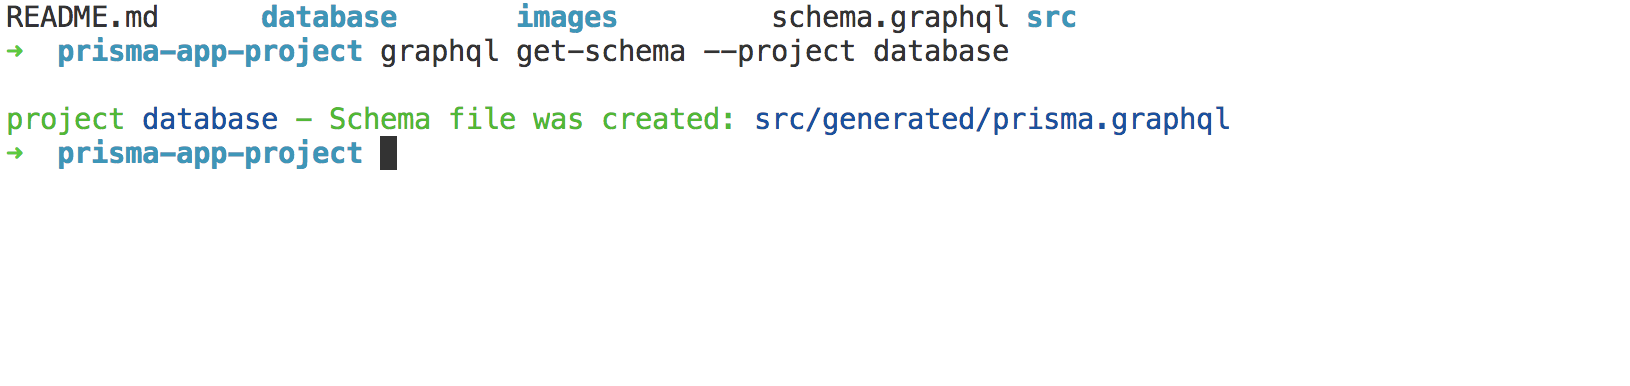 README.md database images schema.graphql src
➜ prisma-app-project graphql get-schema --project database
project database - Schema file was created: src/generated/prisma.graphql
➜ prisma-app-project